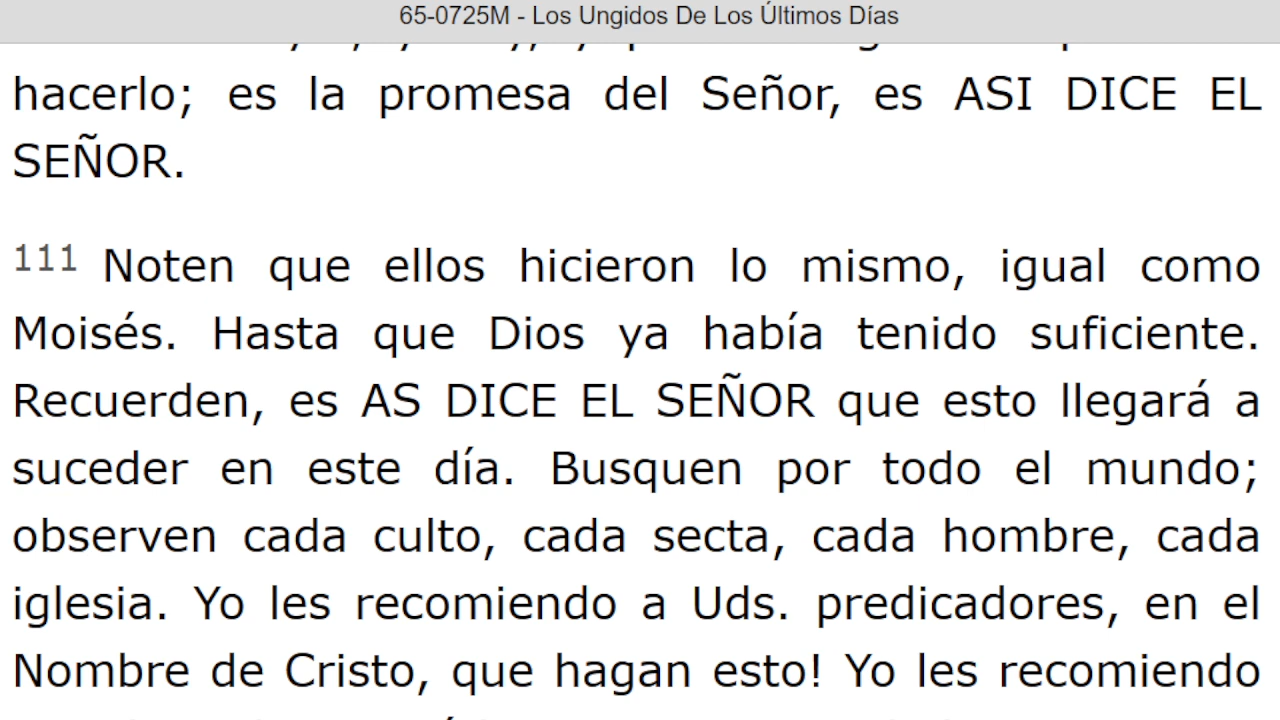 65-0725M - Los Ungidos De Los Últimos Días
hacerlo; es la promesa del Señor, es ASI DICE EL
SEÑOR.
111 Noten que ellos hicieron lo mismo, igual como
Moisés. Hasta que Dios ya había tenido suficiente.
Recuerden, es AS DICE EL SEÑOR que esto llegará a
suceder en este día. Busquen por todo el mundo;
observen cada culto, cada secta, cada hombre, cada
iglesia. Yo les recomiendo a Uds. predicadores, en el
Nombre de Cristo, que hagan esto! Yo les recomiendo